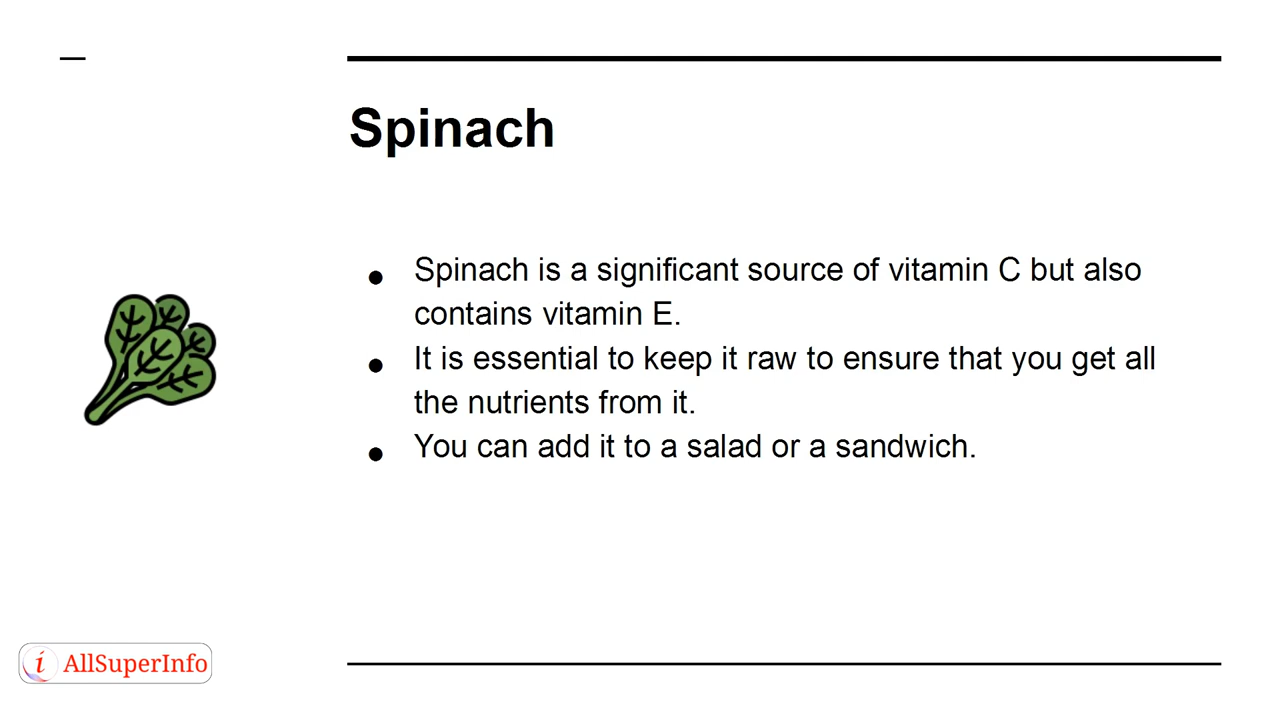 Spinach
● Spinach is a significant source of vitamin C but also
contains vitamin E.
● It is essential to keep it raw to ensure that you get all
the nutrients from it.
● You can add it to a salad or a sandwich.
i AllSuperInfo